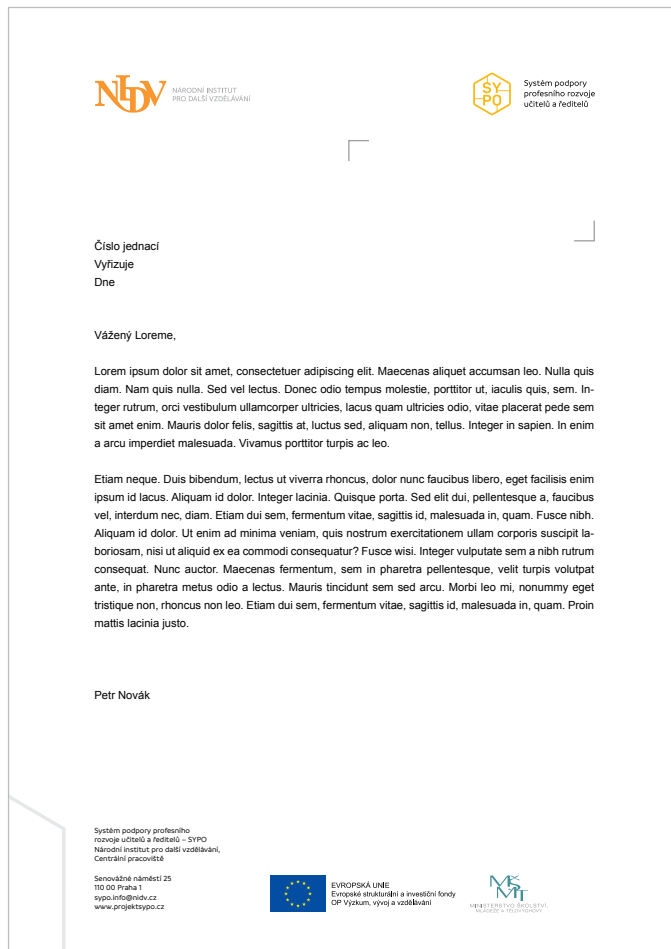 NIDV
NÁRODNÍ INSTITUT
PRO DALŠÍ VZDĚLÁVÁNÍ
SYPO
Systém podpory
profesního rozvoje
učitelů a ředitelů
Číslo jednací
Vyřizuje
Dne
Vážený Loreme,
Lorem ipsum dolor sit amet, consectetuer adipiscing elit. Maecenas aliquet accumsan leo. Nulla quis
diam. Nam quis nulla. Sed vel lectus. Donec odio tempus molestie, porttitor ut, iaculis quis, sem. In-
teger rutrum, orci vestibulum ullamcorper ultricies, lacus quam ultricies odio, vitae placerat pede sem
sit amet enim. Mauris dolor felis, sagittis at, luctus sed, aliquam non, tellus. Integer in sapien. In enim
a arcu imperdiet malesuada. Vivamus porttitor turpis ac leo.
Etiam neque. Duis bibendum, lectus ut viverra rhoncus, dolor nunc faucibus libero, eget facilisis enim
ipsum id lacus. Aliquam id dolor. Integer lacinia. Quisque porta. Sed elit dui, pellentesque a, faucibus
vel, interdum nec, diam. Etiam dui sem, fermentum vitae, sagittis id, malesuada in, quam. Fusce nibh.
Aliquam id dolor. Ut enim ad minima veniam, quis nostrum exercitationem ullam corporis suscipit la-
boriosam, nisi ut aliquid ex ea commodi consequatur? Fusce wisi. Integer vulputate sem a nibh rutrum
consequat. Nunc auctor. Maecenas fermentum, sem in pharetra pellentesque, velit turpis volutpat
ante, in pharetra metus odio a lectus. Mauris tincidunt sem sed arcu. Morbi leo mi, nonummy eget
tristique non, rhoncus non leo. Etiam dui sem, fermentum vitae, sagittis id, malesuada in, quam. Proin
mattis lacinia justo.
Petr Novák
Systém podpory profesního
rozvoje učitelů a ředitelů – SYPO
Národní institut pro další vzdělávání,
Centrální pracoviště
Senovážné náměstí 25
110 00 Praha 1
sypo.info@nidv.cz
www.projektsypo.cz
EVROPSKÁ UNIE
Evropské strukturální a investiční fondy
OP Výzkum, vývoj a vzdělávání
MŠMT
MINISTERSTVO ŠKOLSTVÍ,
MLÁDEŽE A TĚLOVÝCHOVY